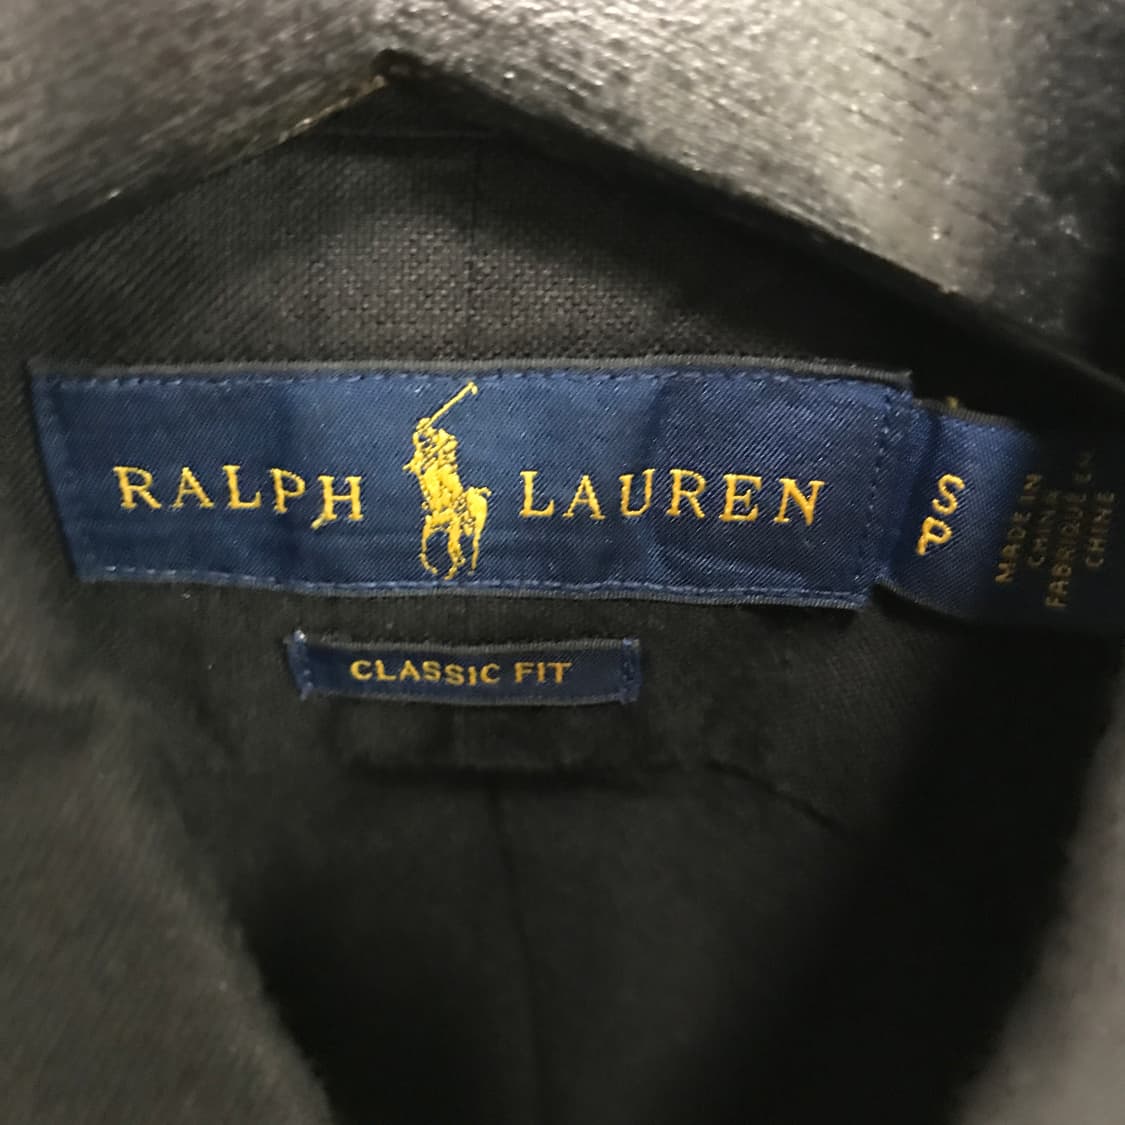 RALPH LAUREN
CLASSIC FIT
S
P
MADE IN
CHINA
FABRIQUÉ EN
CHINE